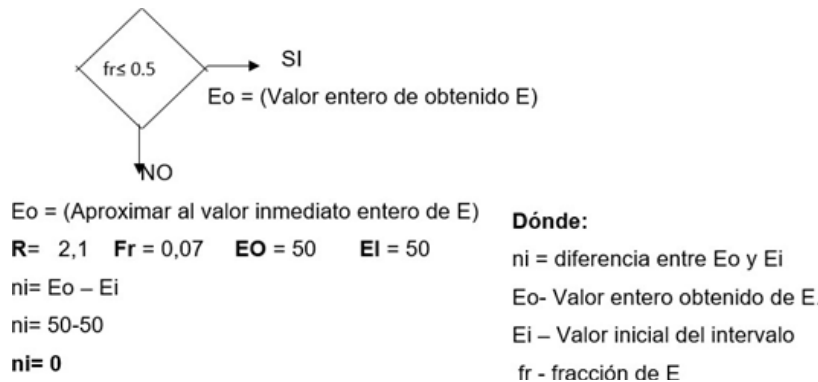 fr≤ 0.5
SI
Eo = (Valor entero de obtenido E)
NO
Eo = (Aproximar al valor inmediato entero de E)
R= 2,1 Fr = 0,07 EO = 50 EI = 50
ni= Eo – Ei
ni= 50-50
ni= 0
Dónde:
ni = diferencia entre Eo y Ei
Eo- Valor entero obtenido de E.
Ei – Valor inicial del intervalo
fr - fracción de E